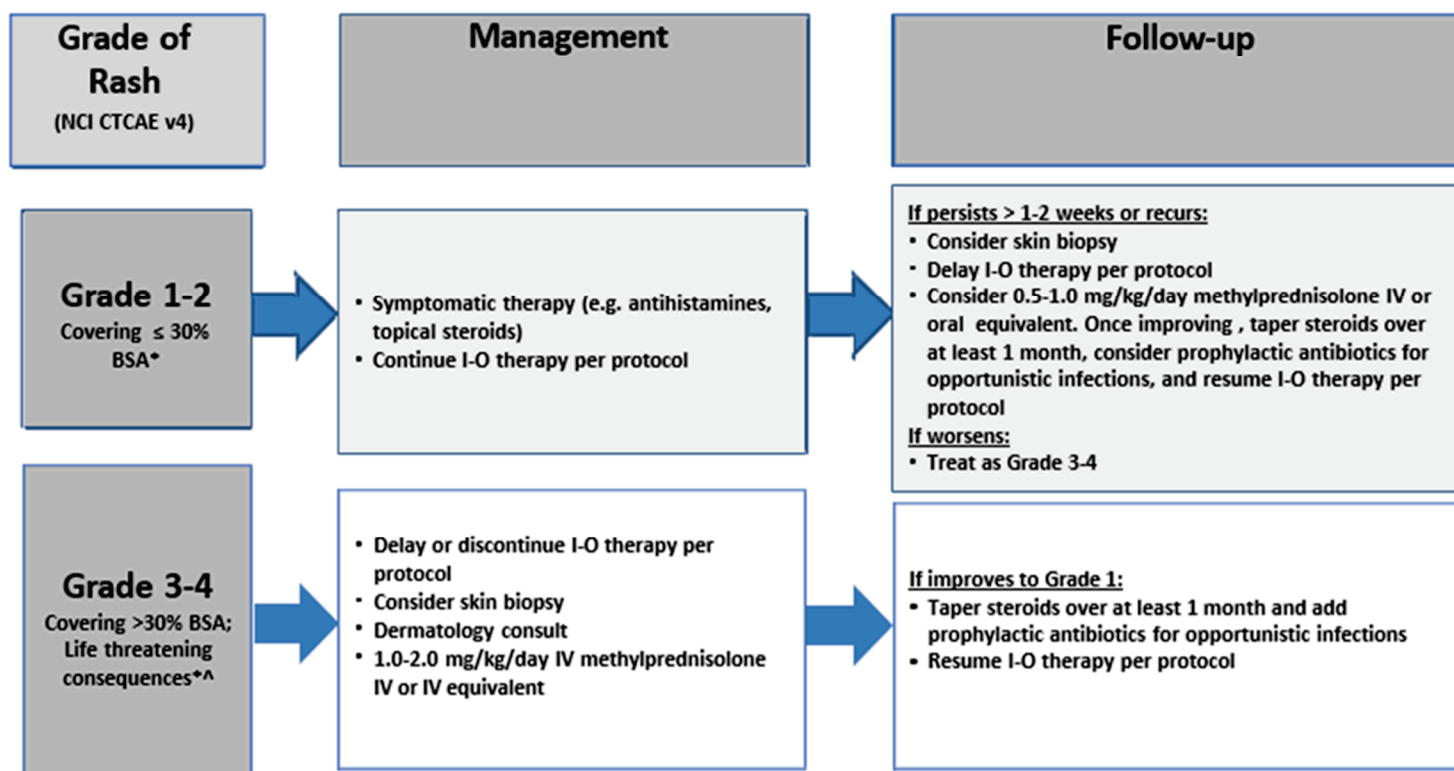 Grade of
Rash
(NCI CTCAE v4)
Management
Follow-up
Grade 1-2
Covering ≤ 30%
BSA*
• Symptomatic therapy (e.g. antihistamines,
topical steroids)
• Continue I-O therapy per protocol
If persists > 1-2 weeks or recurs:
• Consider skin biopsy
• Delay I-O therapy per protocol
• Consider 0.5-1.0 mg/kg/day methylprednisolone IV or
oral equivalent. Once improving , taper steroids over
at least 1 month, consider prophylactic antibiotics for
opportunistic infections, and resume I-O therapy per
protocol
If worsens:
• Treat as Grade 3-4
Grade 3-4
Covering >30% BSA;
Life threatening
consequences*^
• Delay or discontinue I-O therapy per
protocol
• Consider skin biopsy
• Dermatology consult
• 1.0-2.0 mg/kg/day IV methylprednisolone
IV or IV equivalent
If improves to Grade 1:
• Taper steroids over at least 1 month and add
prophylactic antibiotics for opportunistic infections
• Resume I-O therapy per protocol